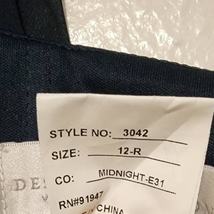 STYLE NO: 3042
SIZE: 12-R
CO: MIDNIGHT-E31
RN#91947
CHINA